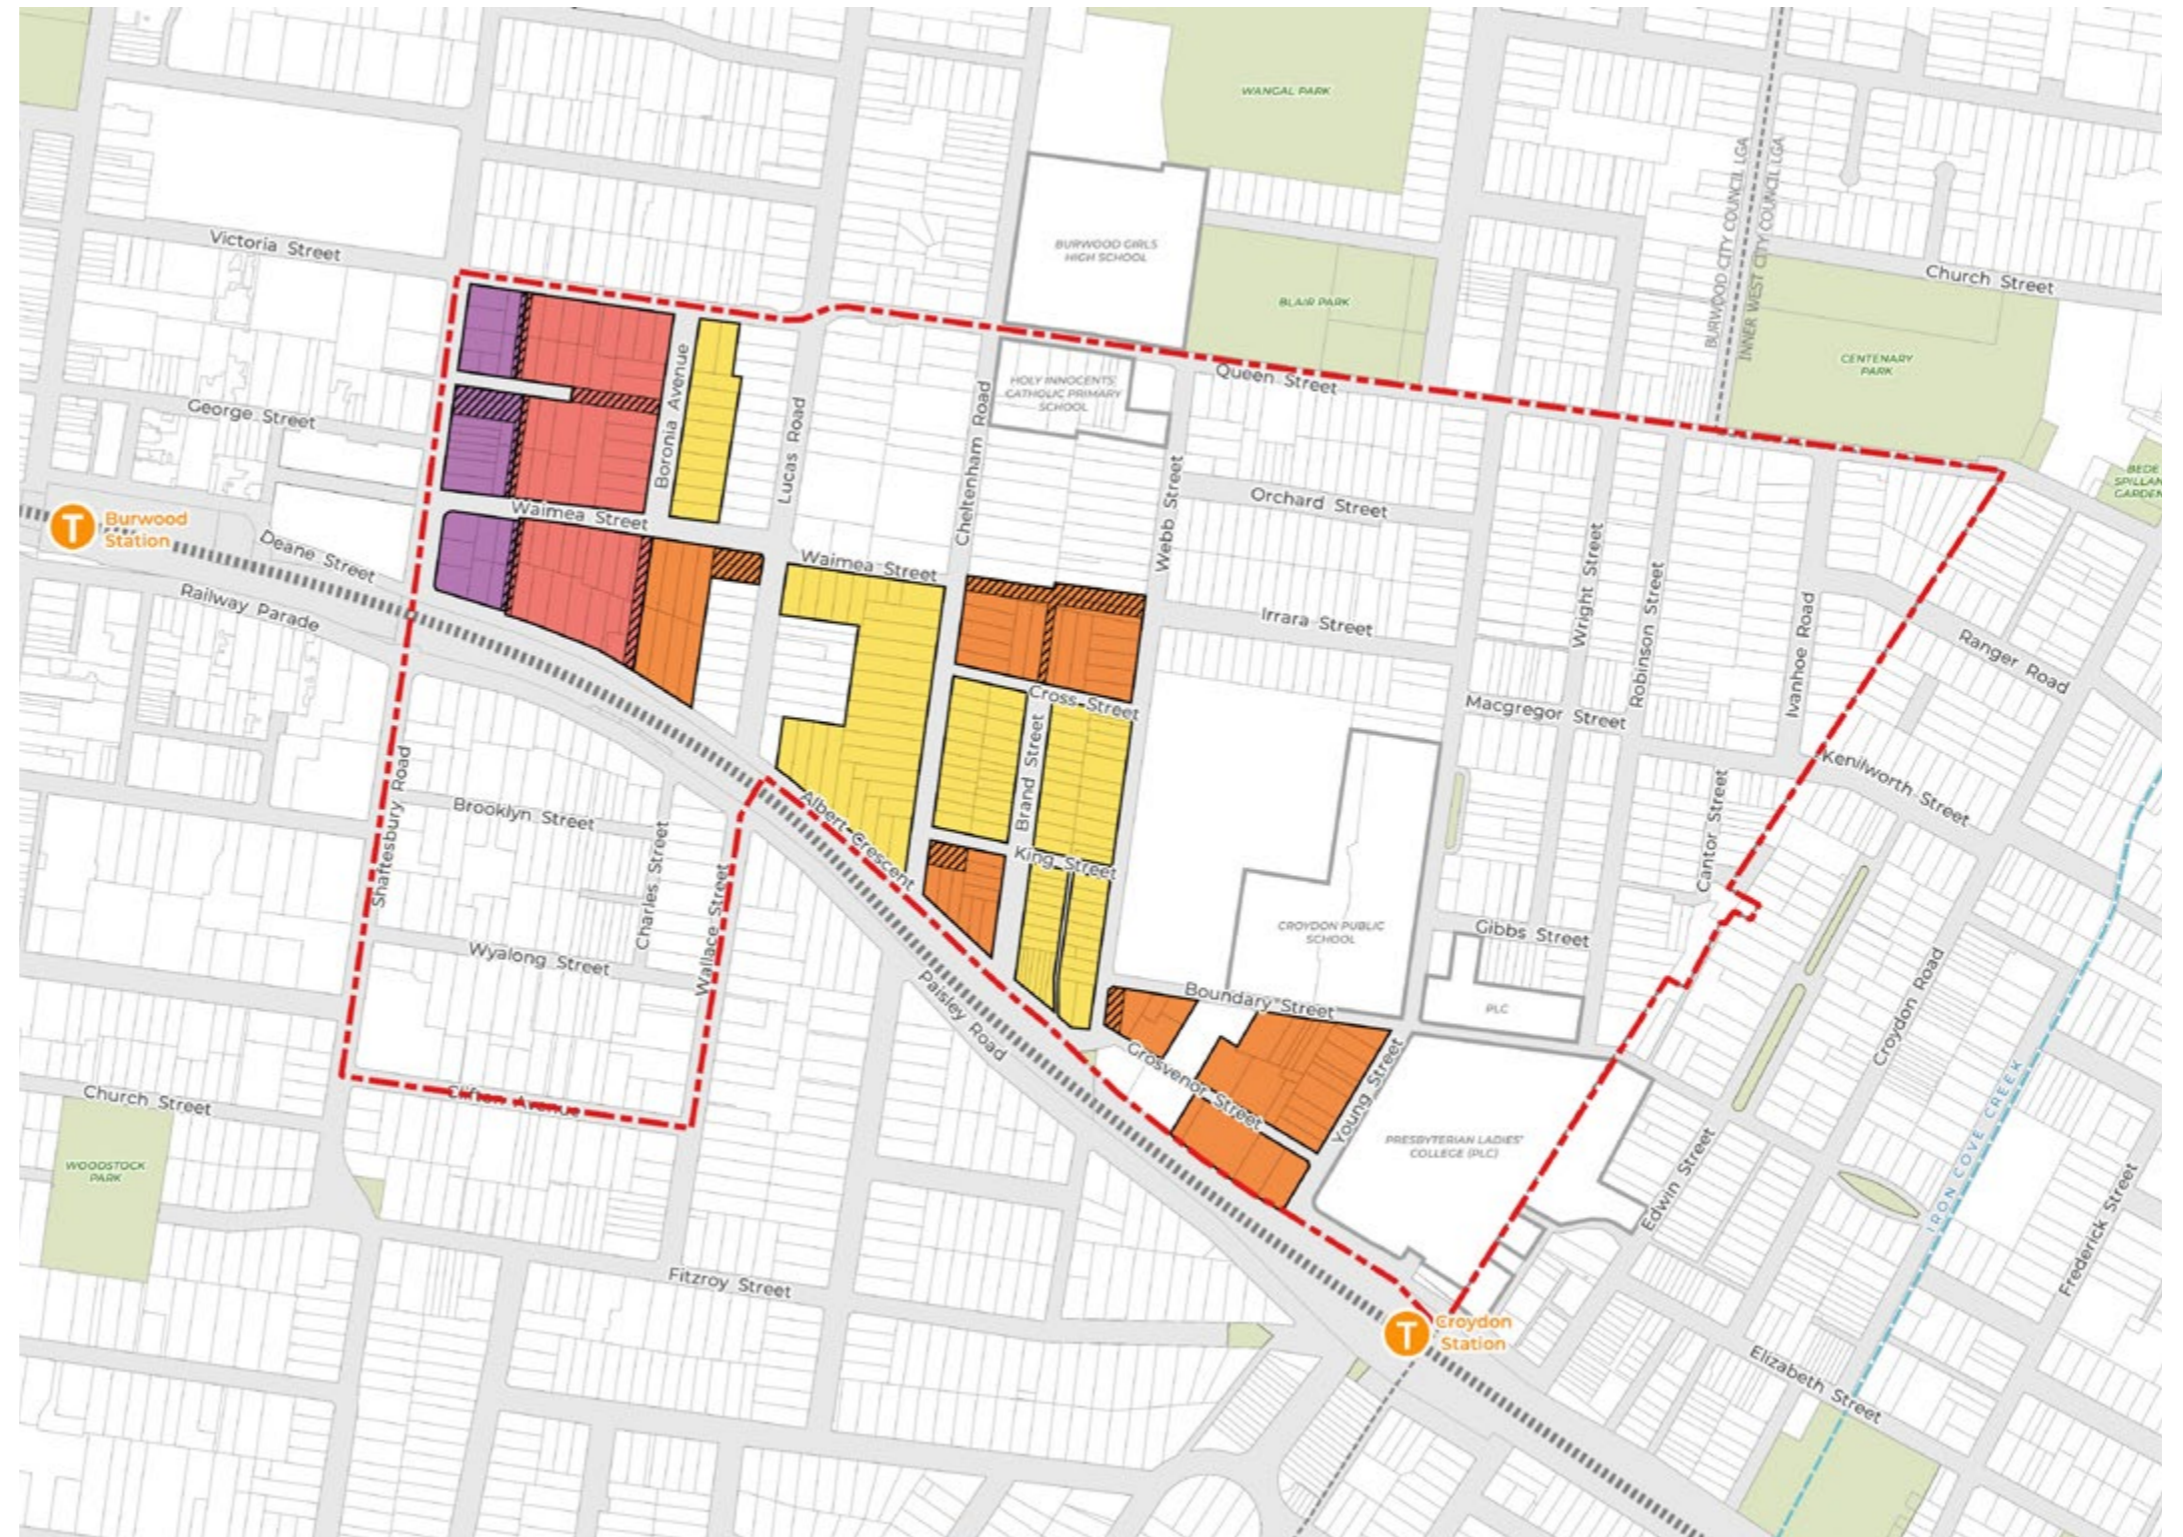 WANGAL PARK
BURWOOD CITY COUNCIL LGA
INNER WEST CITY COUNCIL LGA
Victoria Street
BURWOOD GIRLS
HIGH SCHOOL
Church Street
BLAIR PARK
CENTENARY
PARK
Queen Street
HOLY INNOCENTS'
CATHOLIC PRIMARY
SCHOOL
George Street
Boronia Avenue
Lucas Road
Cheltenham Road
Webb Street
BEDE
SPILLAN
GARDEN
Orchard Street
T
Burwood
Station
Waimea Street
Deane Street
Waimea Street
Wright Street
Robinson Street
Ivanhoe Road
Railway Parade
Irrara Street
Ranger Road
Cross Street
Macgregor Street
Kenilworth Street
Brand Street
Shaftesbury Road
Brooklyn Street
Charles Street
Wallace Street
Albert Crescent
King Street
Cantor Street
CROYDON PUBLIC
SCHOOL
Gibbs Street
Wyalong Street
Paisley Road
Boundary Street
PLC
Croydon Road
Grosvenor Street
Young Street
Clifton Avenue
Church Street
WOODSTOCK
PARK
PRESBYTERIAN LADIES'
COLLEGE (PLC)
Edwin Street
IRON COVE CREEK
Frederick Street
Fitzroy Street
T
Croydon
Station
Elizabeth Street